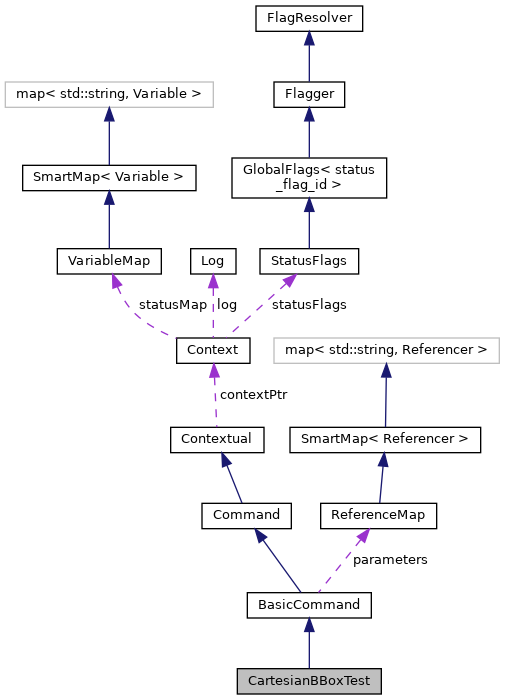 FlagResolver
map< std::string, Variable >
Flagger
SmartMap< Variable >
GlobalFlags< status
_flag_id >
VariableMap
Log
StatusFlags
statusMap
log
statusFlags
Context
map< std::string, Referencer >
contextPtr
Contextual
SmartMap< Referencer >
Command
ReferenceMap
parameters
BasicCommand
CartesianBBoxTest